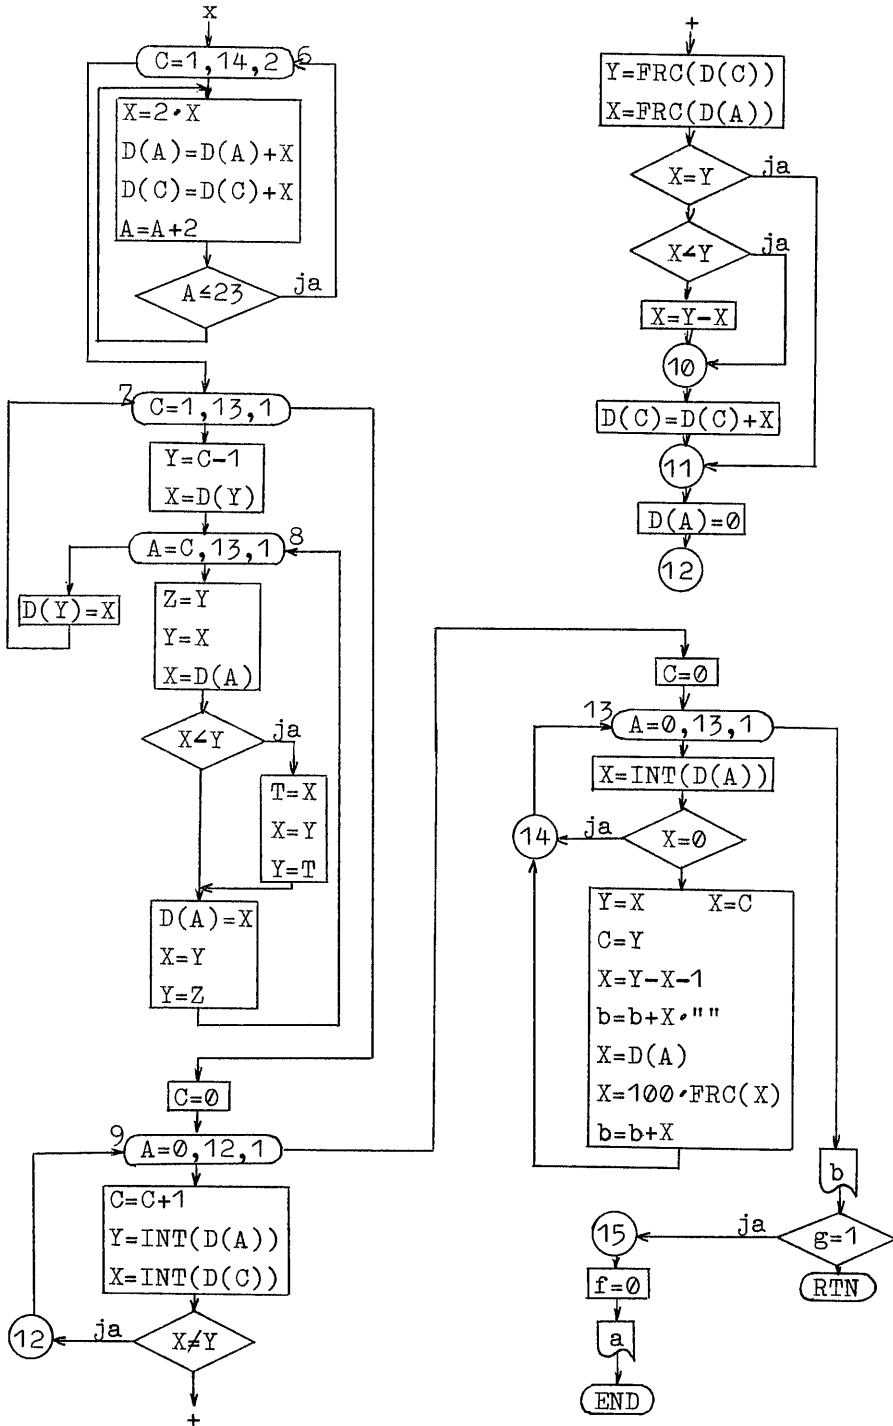 x
C=1,14,2
6
X=2·X
D(A)=D(A)+X
D(C)=D(C)+X
A=A+2
A≤23
ja
7
C=1,13,1
Y=C-1
X=D(Y)
8
A=C,13,1
D(Y)=X
Z=Y
Y=X
X=D(A)
X<Y
ja
T=X
X=Y
Y=T
D(A)=X
X=Y
Y=Z
C=0
9
A=0,12,1
C=C+1
Y=INT(D(A))
X=INT(D(C))
12
ja
X≠Y
+
+
Y=FRC(D(C))
X=FRC(D(A))
X=Y
ja
X<Y
ja
X=Y-X
10
D(C)=D(C)+X
11
D(A)=0
12
C=0
13
A=0,13,1
X=INT(D(A))
14
ja
X=0
Y=X X=C
C=Y
X=Y-X-1
b=b+X·""
X=D(A)
X=100·FRC(X)
b=b+X
b
15
ja
g=1
f=0
RTN
a
END